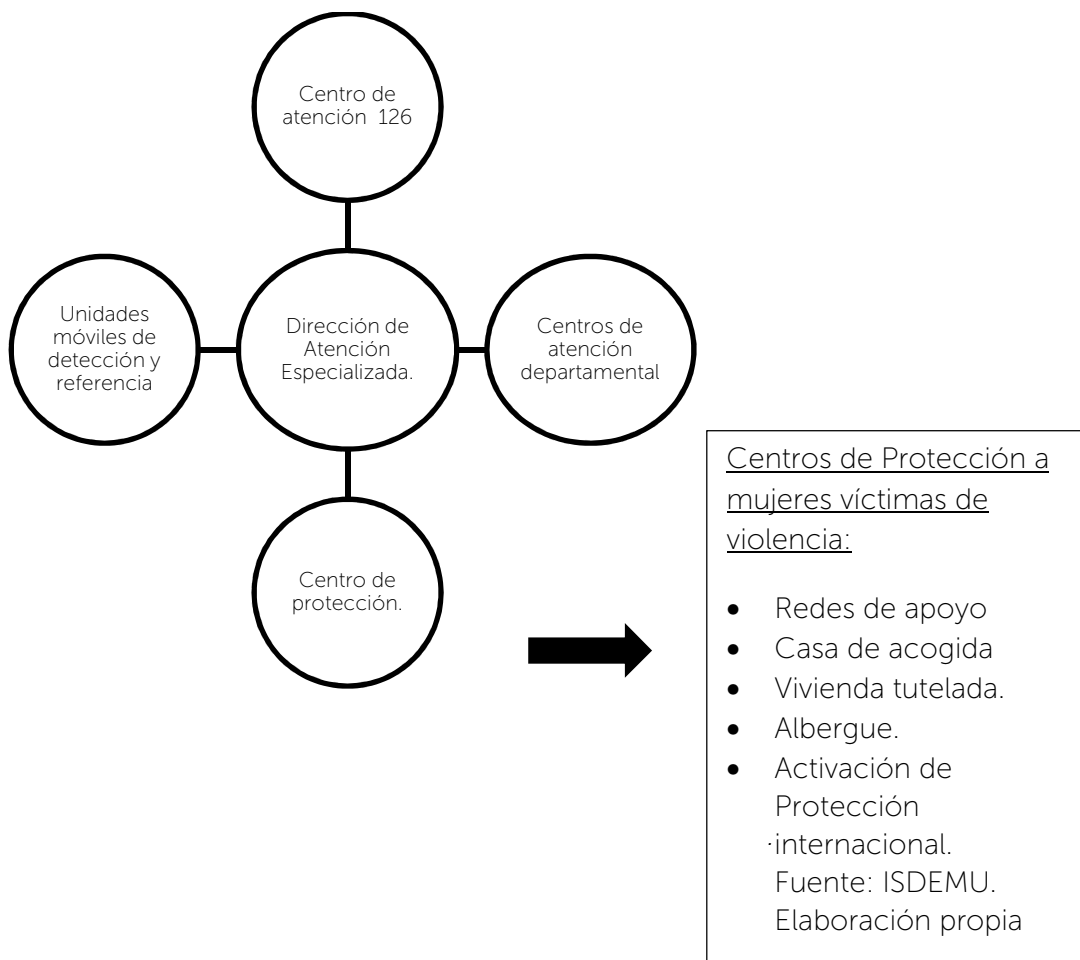 Centro de
atención 126
Unidades
móviles de
detección y
referencia
Dirección de
Atención
Especializada.
Centros de
atención
departamental
Centro de
protección.
Centros de Protección a
mujeres víctimas de
violencia:
• Redes de apoyo
• Casa de acogida
• Vivienda tutelada.
• Albergue.
• Activación de
Protección
·internacional.
Fuente: ISDEMU.
Elaboración propia